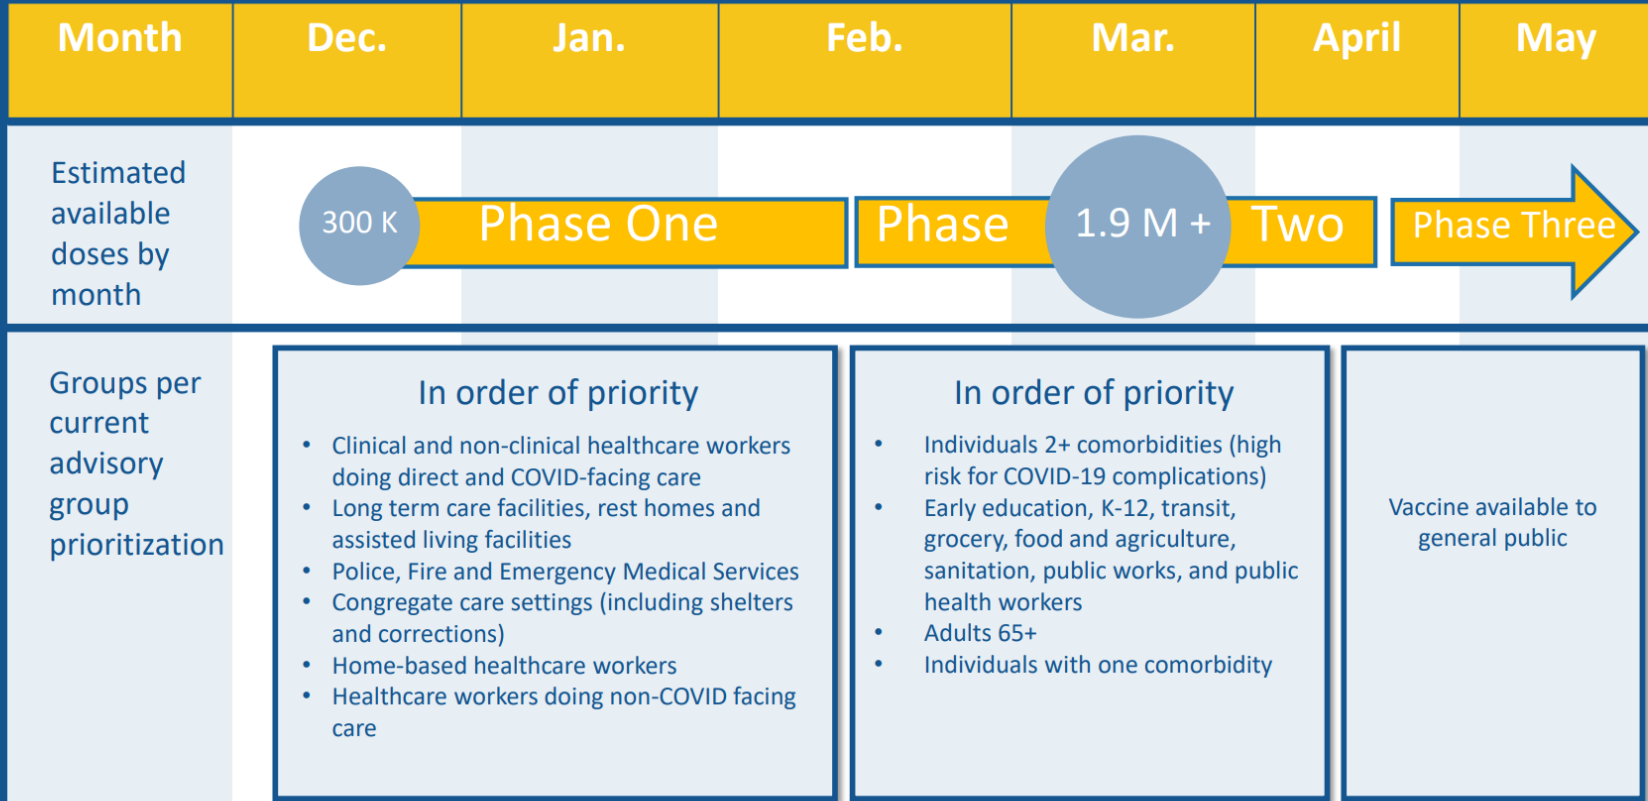 Month Dec. Jan. Feb. Mar. April May
Estimated
available
doses by
month
300 K Phase One Phase 1.9 M + Two Phase Three
Groups per
current
advisory
group
prioritization
In order of priority
• Clinical and non-clinical healthcare workers
doing direct and COVID-facing care
• Long term care facilities, rest homes and
assisted living facilities
• Police, Fire and Emergency Medical Services
• Congregate care settings (including shelters
and corrections)
• Home-based healthcare workers
• Healthcare workers doing non-COVID facing
care
In order of priority
• Individuals 2+ comorbidities (high
risk for COVID-19 complications)
• Early education, K-12, transit,
grocery, food and agriculture,
sanitation, public works, and public
health workers
• Adults 65+
• Individuals with one comorbidity
Vaccine available to
general public